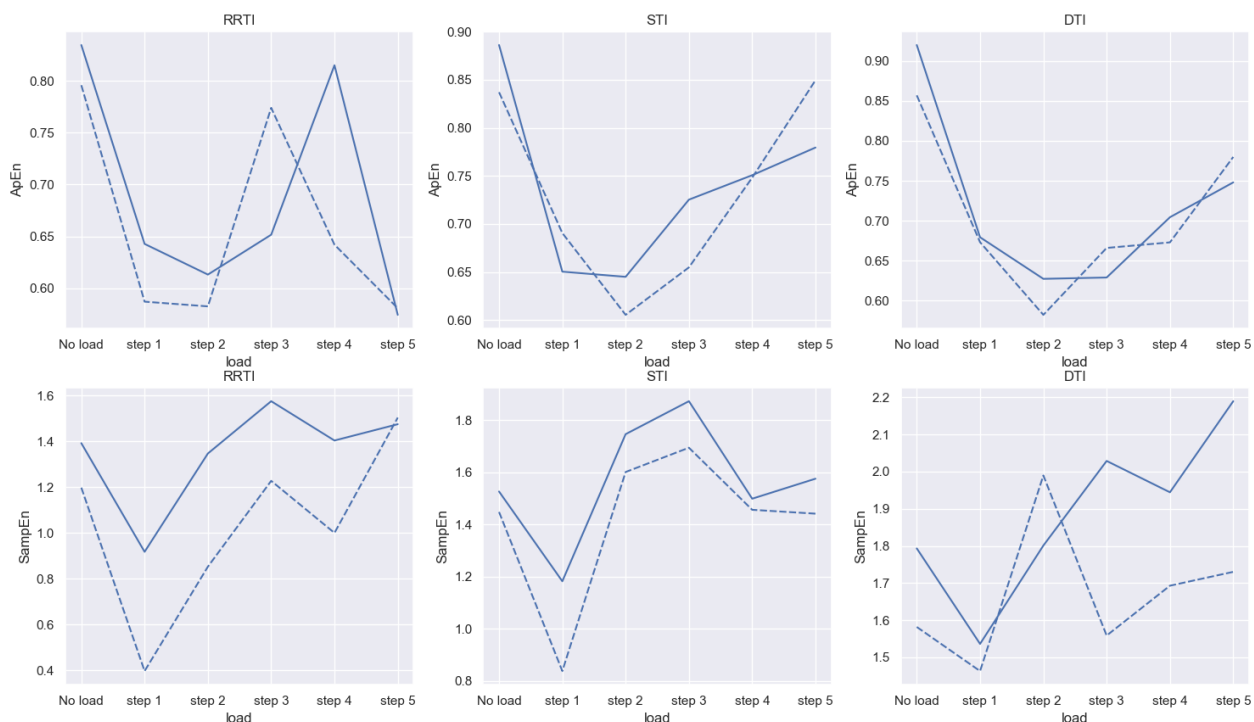 RRTI
STI
DTI
ApEn
0.80
0.75
0.70
0.65
0.60
No load step 1 step 2 step 3 step 4 step 5
load
ApEn
0.90
0.85
0.80
0.75
0.70
0.65
0.60
No load step 1 step 2 step 3 step 4 step 5
load
ApEn
0.90
0.85
0.80
0.75
0.70
0.65
0.60
No load step 1 step 2 step 3 step 4 step 5
load
RRTI
STI
DTI
SampEn
1.6
1.4
1.2
1.0
0.8
0.6
0.4
No load step 1 step 2 step 3 step 4 step 5
load
SampEn
1.8
1.6
1.4
1.2
1.0
0.8
No load step 1 step 2 step 3 step 4 step 5
load
SampEn
2.2
2.1
2.0
1.9
1.8
1.7
1.6
1.5
No load step 1 step 2 step 3 step 4 step 5
load